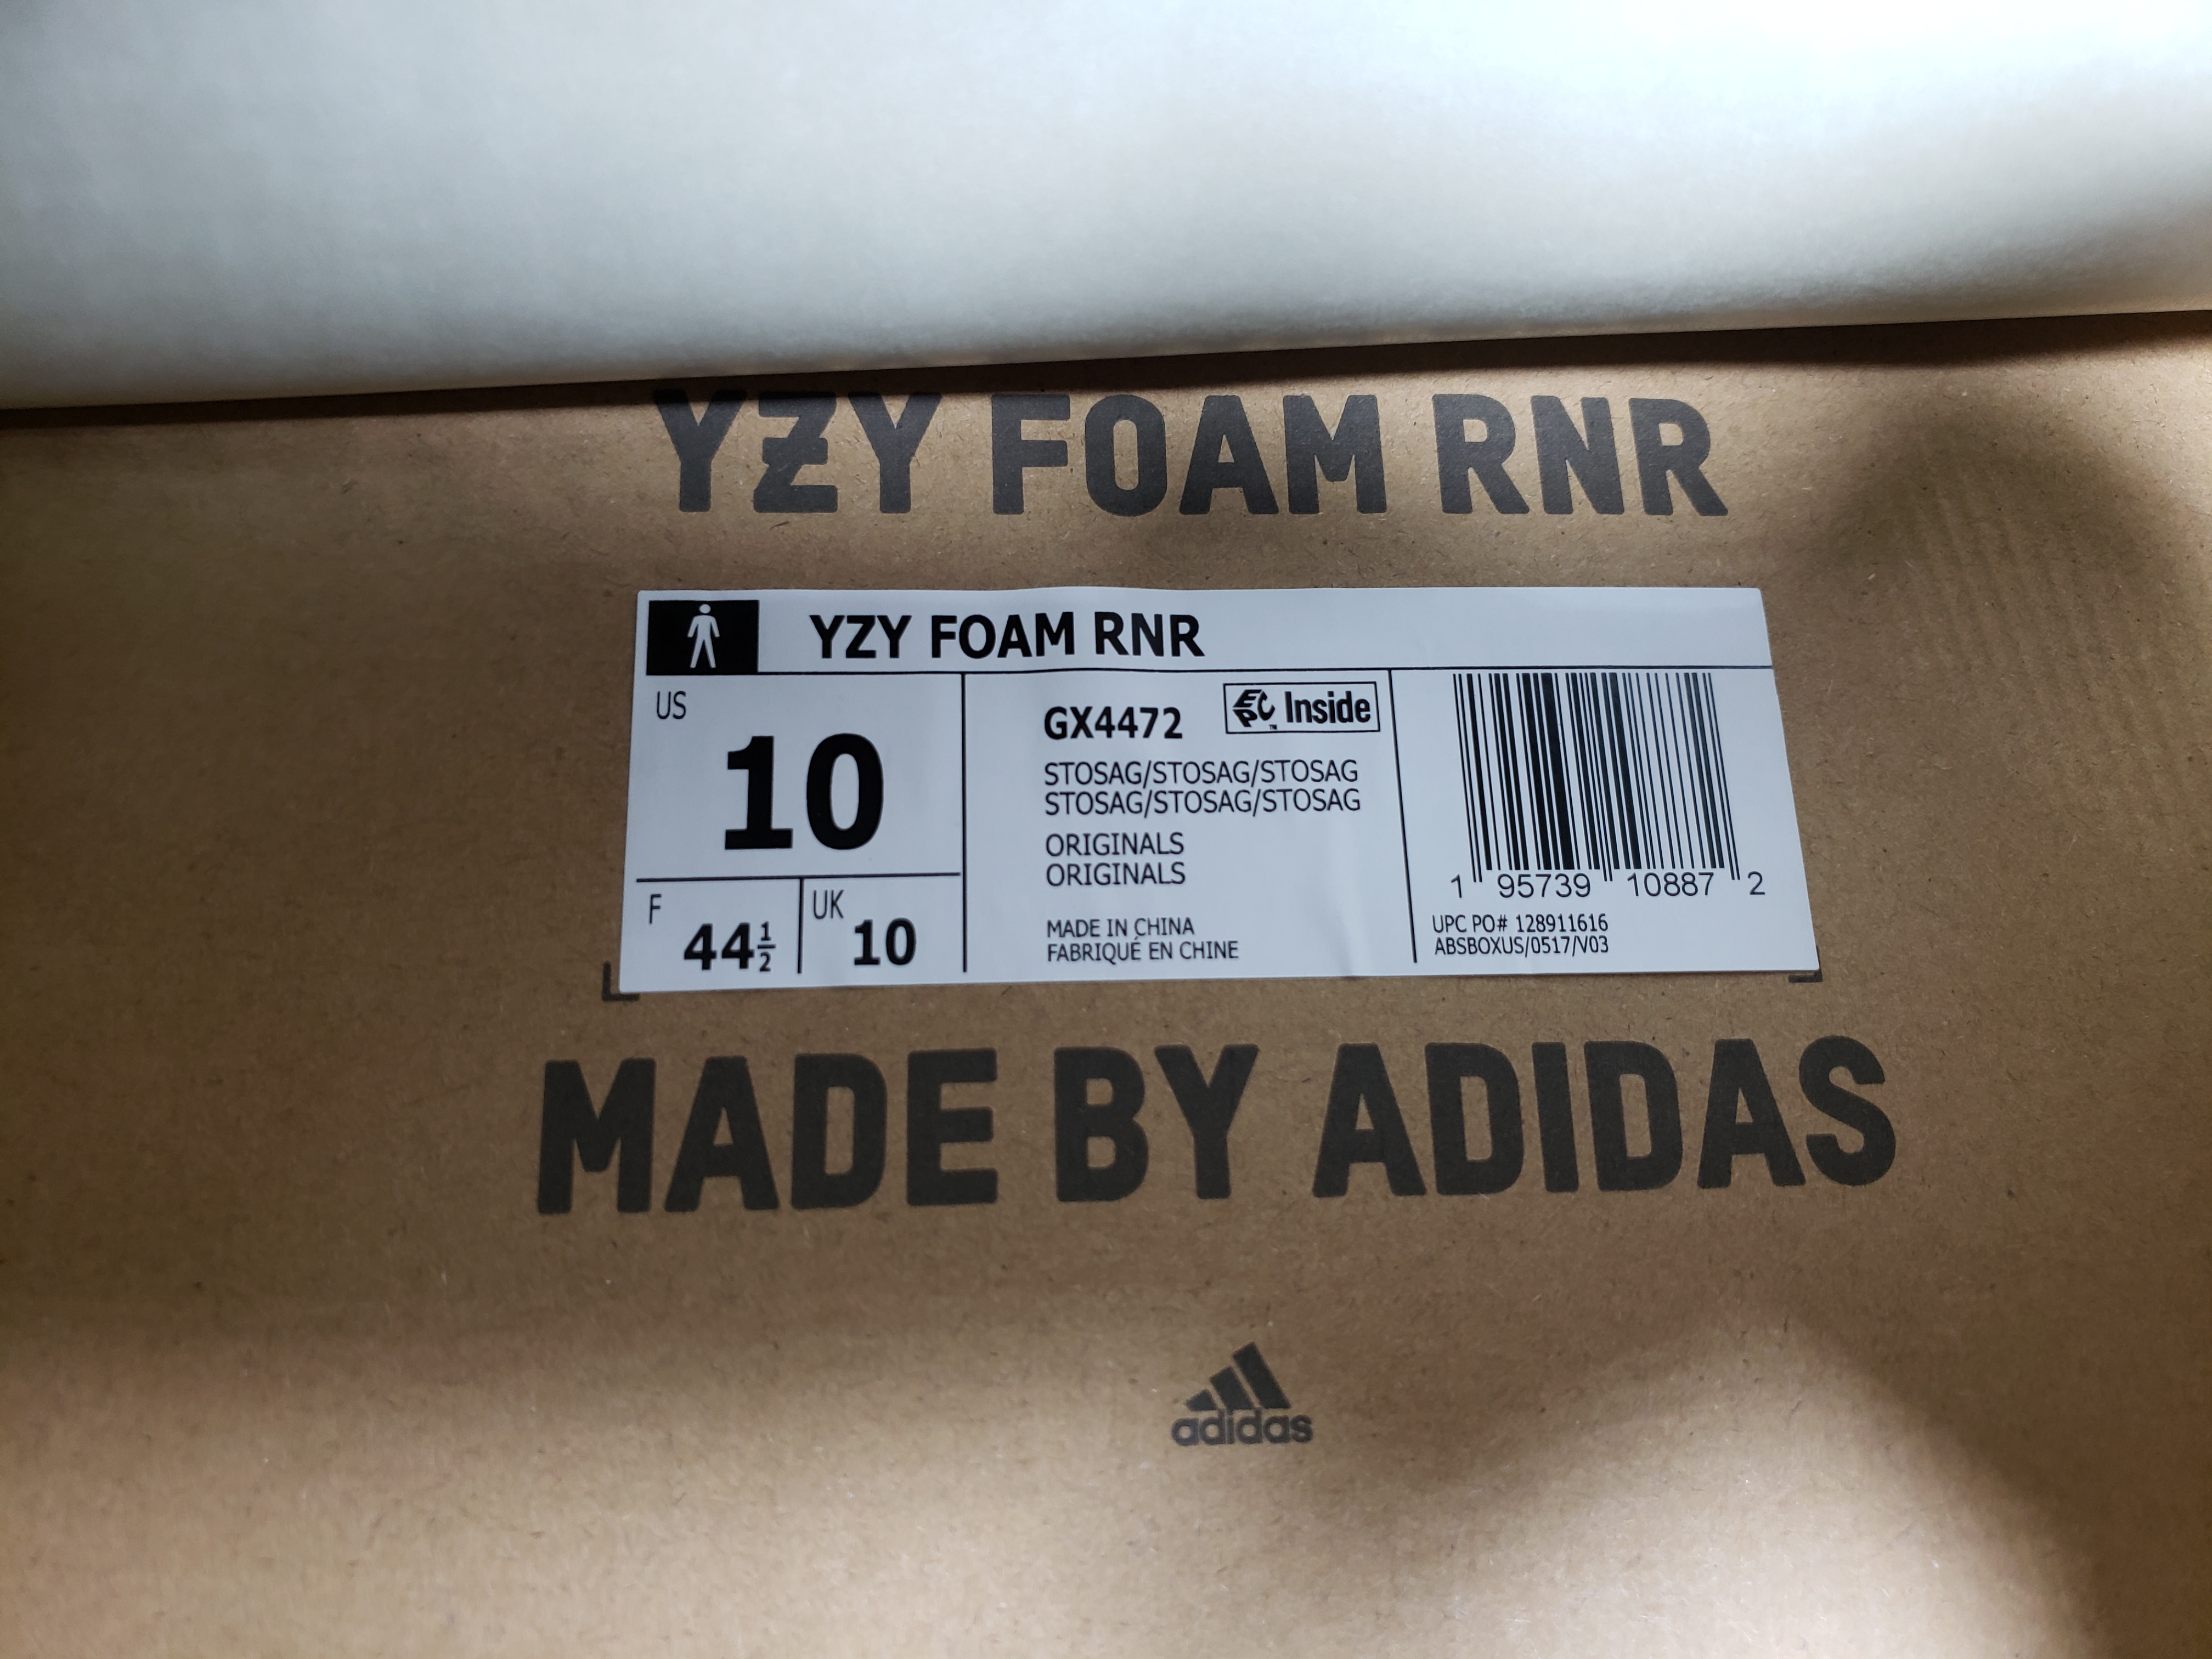 YZY FOAM RNR
YZY FOAM RNR
US
10
F
44½
UK
10
GX4472
EPC Inside
TM
STOSAG/STOSAG/STOSAG
STOSAG/STOSAG/STOSAG
ORIGINALS
ORIGINALS
MADE IN CHINA
FABRIQUÉ EN CHINE
1 95739 10887 2
UPC PO# 128911616
ABSBOXUS/0517/V03
MADE BY ADIDAS
adidas